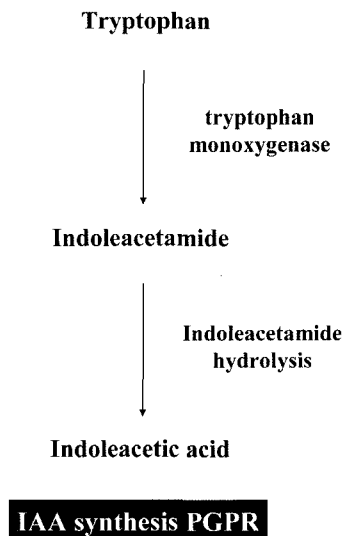 Tryptophan
tryptophan
monoxygenase
Indoleacetamide
Indoleacetamide
hydrolysis
Indoleacetic acid
IAA synthesis PGPR